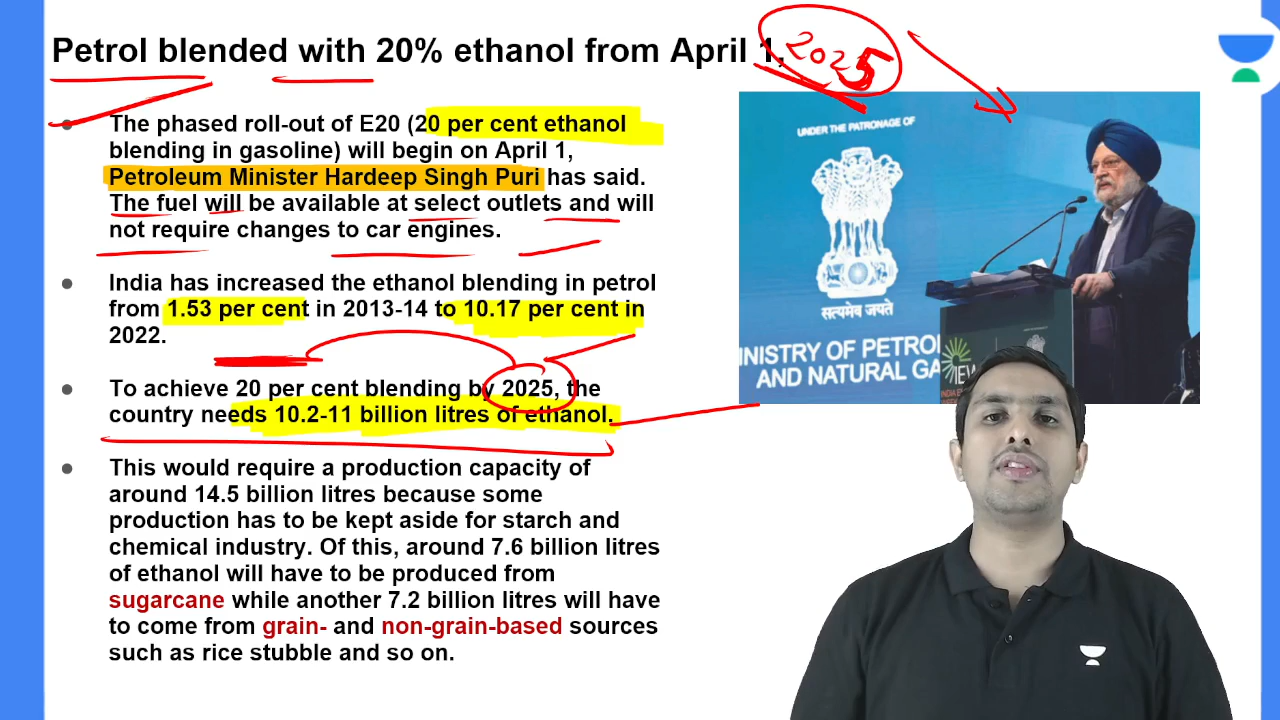 Petrol blended with 20% ethanol from April 1,
2025
The phased roll-out of E20 (20 per cent ethanol
blending in gasoline) will begin on April 1,
Petroleum Minister Hardeep Singh Puri has said.
The fuel will be available at select outlets and will
not require changes to car engines.
India has increased the ethanol blending in petrol
from 1.53 per cent in 2013-14 to 10.17 per cent in
2022.
To achieve 20 per cent blending by 2025, the
country needs 10.2-11 billion litres of ethanol.
This would require a production capacity of
around 14.5 billion litres because some
production has to be kept aside for starch and
chemical industry. Of this, around 7.6 billion litres
of ethanol will have to be produced from
sugarcane while another 7.2 billion litres will have
to come from grain- and non-grain-based sources
such as rice stubble and so on.
UNDER THE PATRONAGE OF
सत्यमेव जयते
INISTRY OF PETROL
AND NATURAL GA
IEW